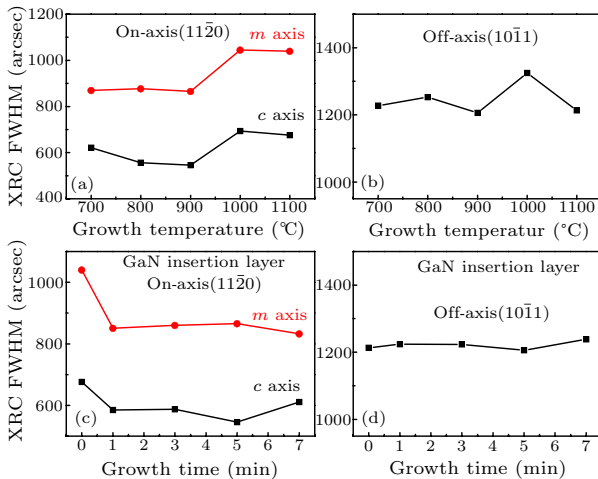 XRC FWHM (arcsec)
1200
1000
800
600
400
On-axis(112̄0)
m axis
c axis
(a)
700 800 900 1000 1100
Growth temperature (℃)
1400
1200
1000
Off-axis(101̄1)
(b)
700 800 900 1000 1100
Growth temperatur (°C)
XRC FWHM (arcsec)
1000
800
600
GaN insertion layer
On-axis(112̄0)
m axis
c axis
(c)
0 1 2 3 4 5 6 7
Growth time (min)
1400
1200
1000
GaN insertion layer
Off-axis(101̄1)
(d)
0 1 2 3 4 5 6 7
Growth time (min)